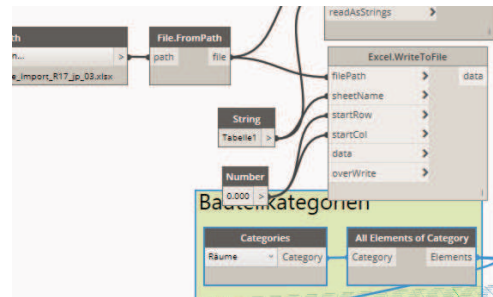 readAsStrings >
th
File.FromPath
Excel.WriteToFile
n... >
path file
e_Import_R17_jp_03.xlsx
filePath > data
sheetName >
String
startRow >
Tabelle1 >
startCol >
data >
Number
overWrite >
0.000 >
Bauteilkategorien
Categories
All Elements of Category
Räume Category
Category Elements